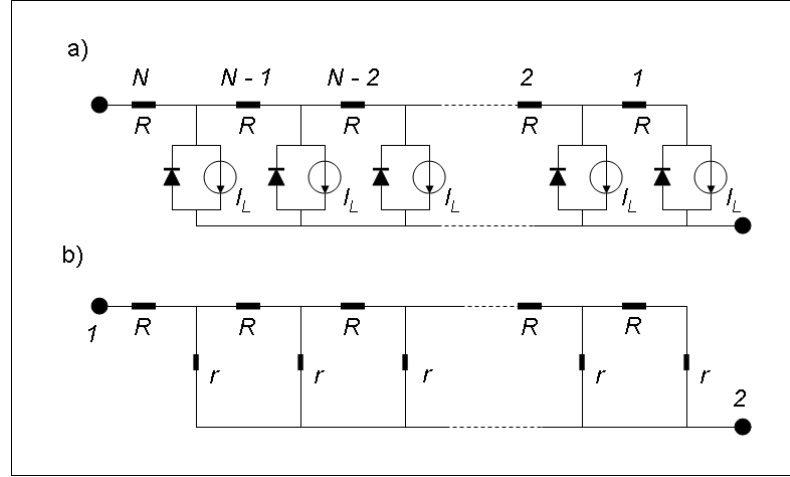 a)
N N - 1 N - 2 2 1
R R R R R
I_L I_L I_L I_L I_L
b)
R R R R R
1
r r r r r
2